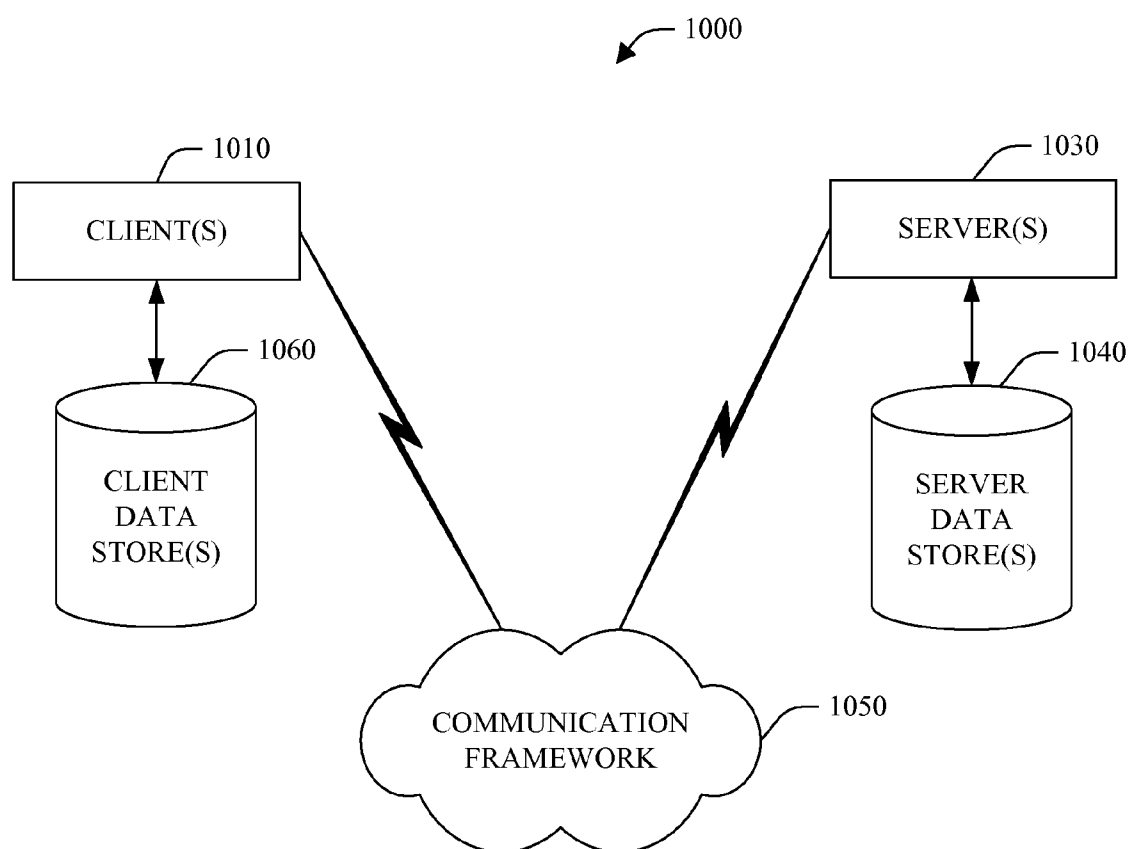 1000
1010
1030
CLIENT(S)
SERVER(S)
1060
1040
CLIENT
DATA
STORE(S)
SERVER
DATA
STORE(S)
1050
COMMUNICATION
FRAMEWORK